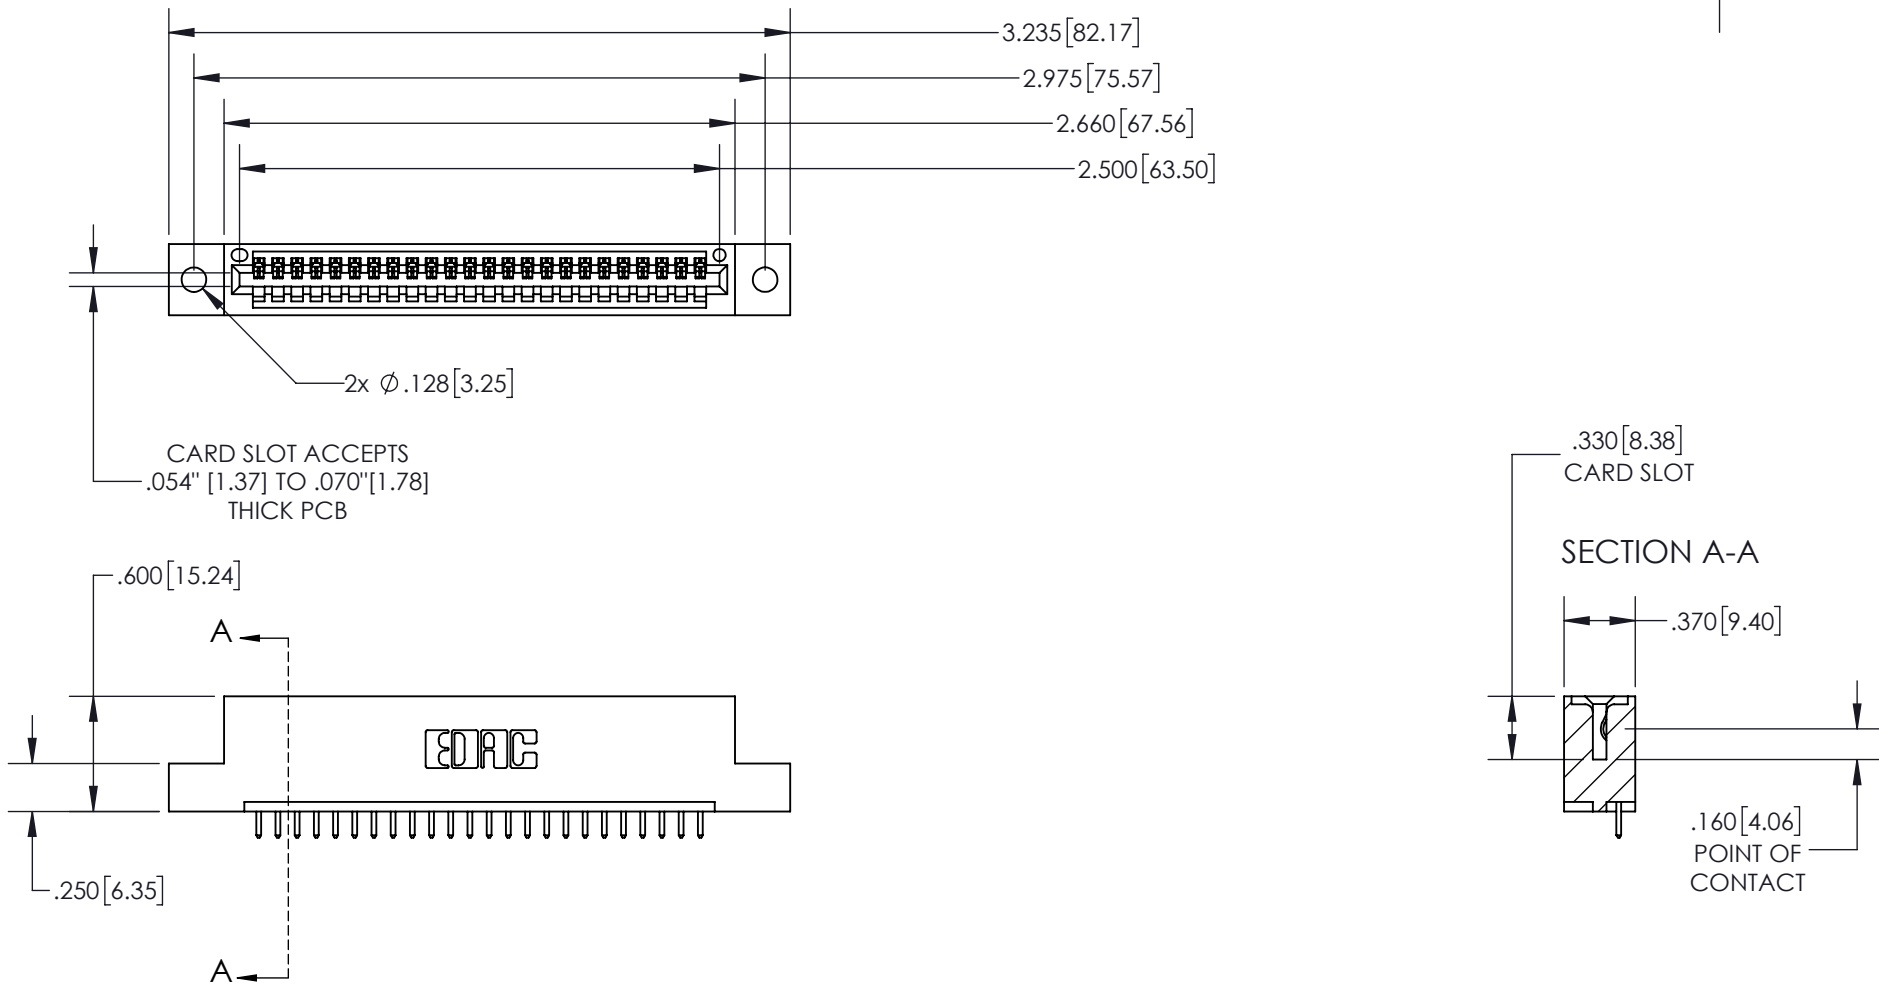 3.235[82.17]
2.975[75.57]
2.660[67.56]
2.500[63.50]
2x Ø.128[3.25]
CARD SLOT ACCEPTS
.054" [1.37] TO .070"[1.78]
THICK PCB
.330[8.38]
CARD SLOT
SECTION A-A
.600[15.24]
.370[9.40]
A
EDAC
.160[4.06]
POINT OF
CONTACT
.250[6.35]
A